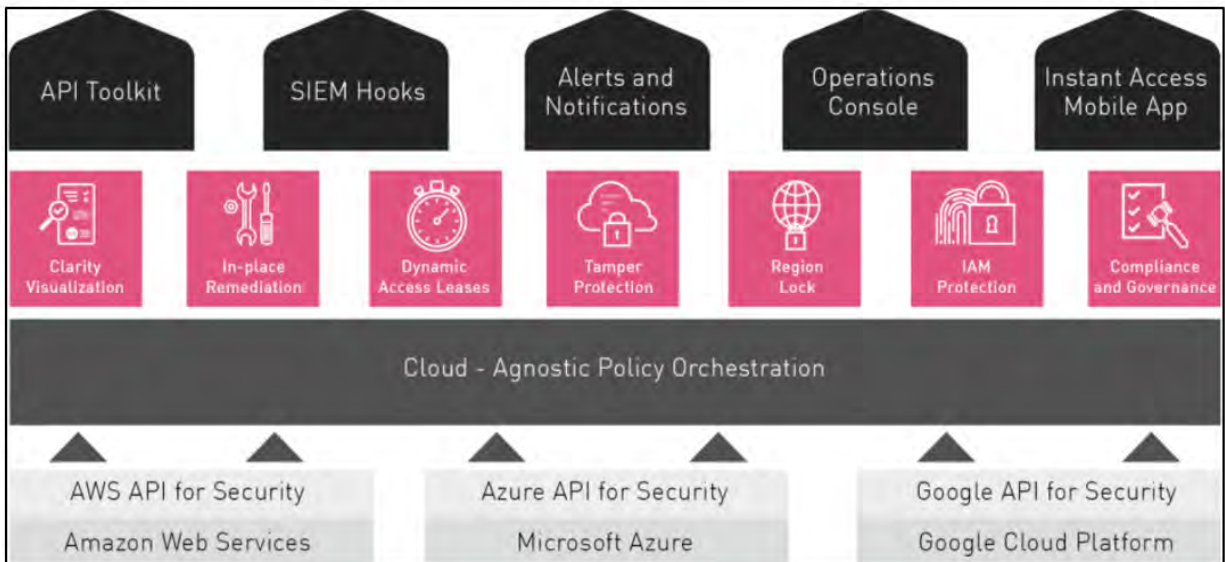 API Toolkit
SIEM Hooks
Alerts and
Notifications
Operations
Console
Instant Access
Mobile App
Clarity
Visualization
In-place
Remediation
Dynamic
Access Leases
Tamper
Protection
Region
Lock
IAM
Protection
Compliance
and Governance
Cloud - Agnostic Policy Orchestration
AWS API for Security
Azure API for Security
Google API for Security
Amazon Web Services
Microsoft Azure
Google Cloud Platform